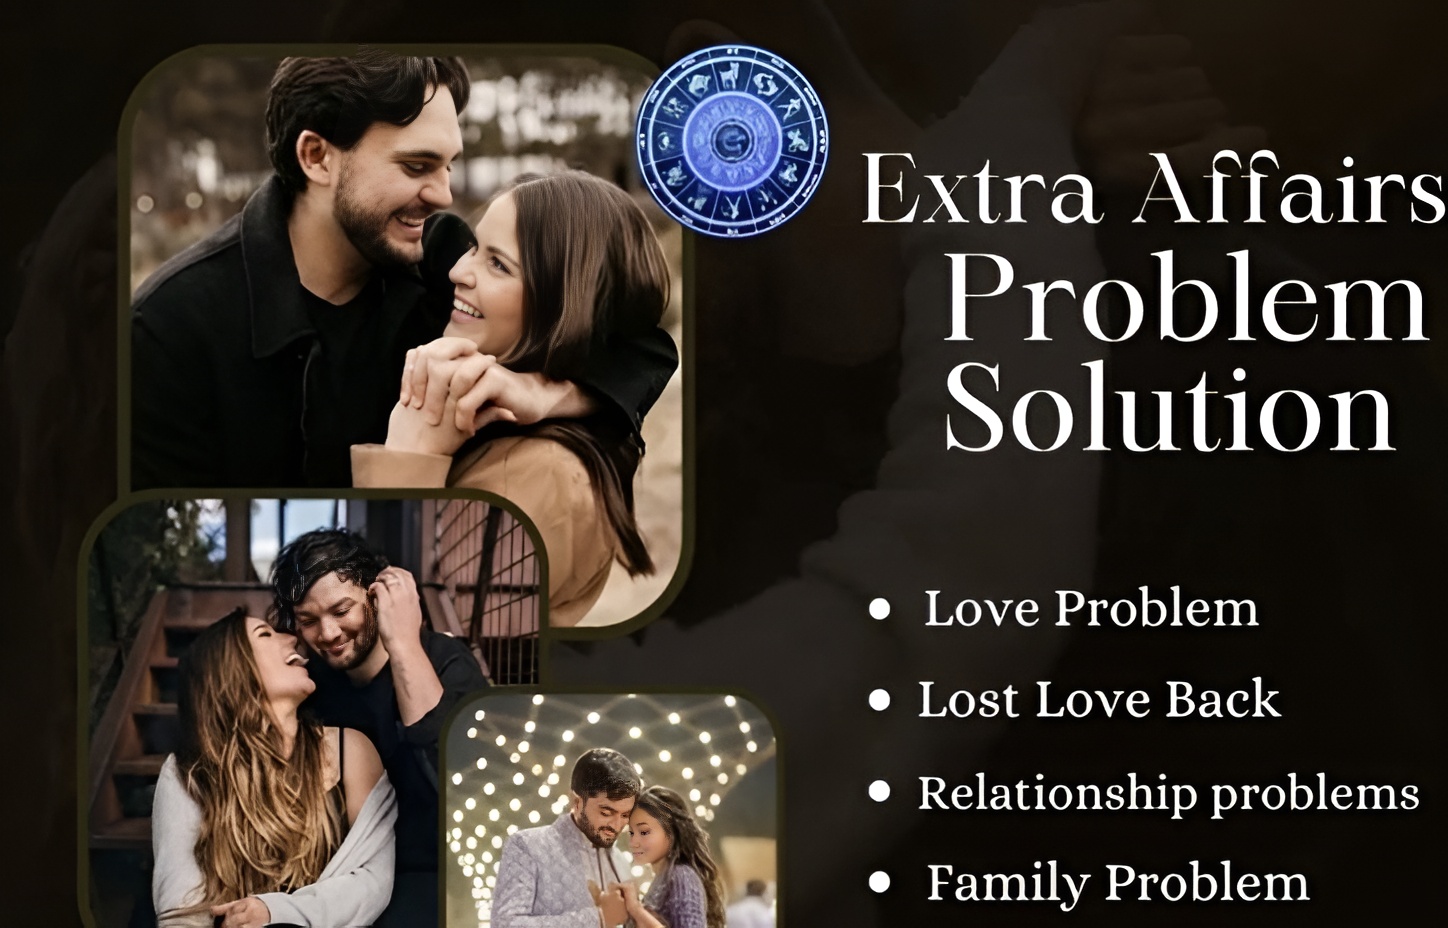 Extra Affairs
Problem
Solution
Love Problem
Lost Love Back
Relationship problems
Family Problem